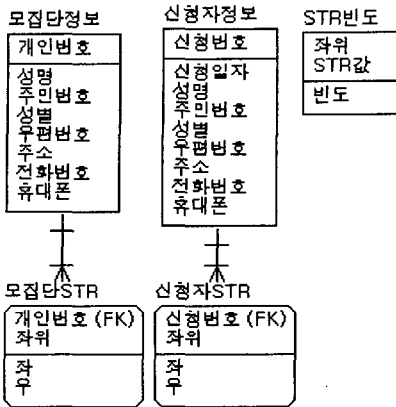 모집단정보
개인번호
성명
주민번호
성별
우편번호
주소
전화번호
휴대폰
신청자정보
신청번호
신청일자
성명
주민번호
성별
우편번호
주소
전화번호
휴대폰
STR빈도
좌위
STR값
빈도
모집단STR
개인번호 (FK)
좌위
좌
우
신청자STR
신청번호 (FK)
좌위
좌
우